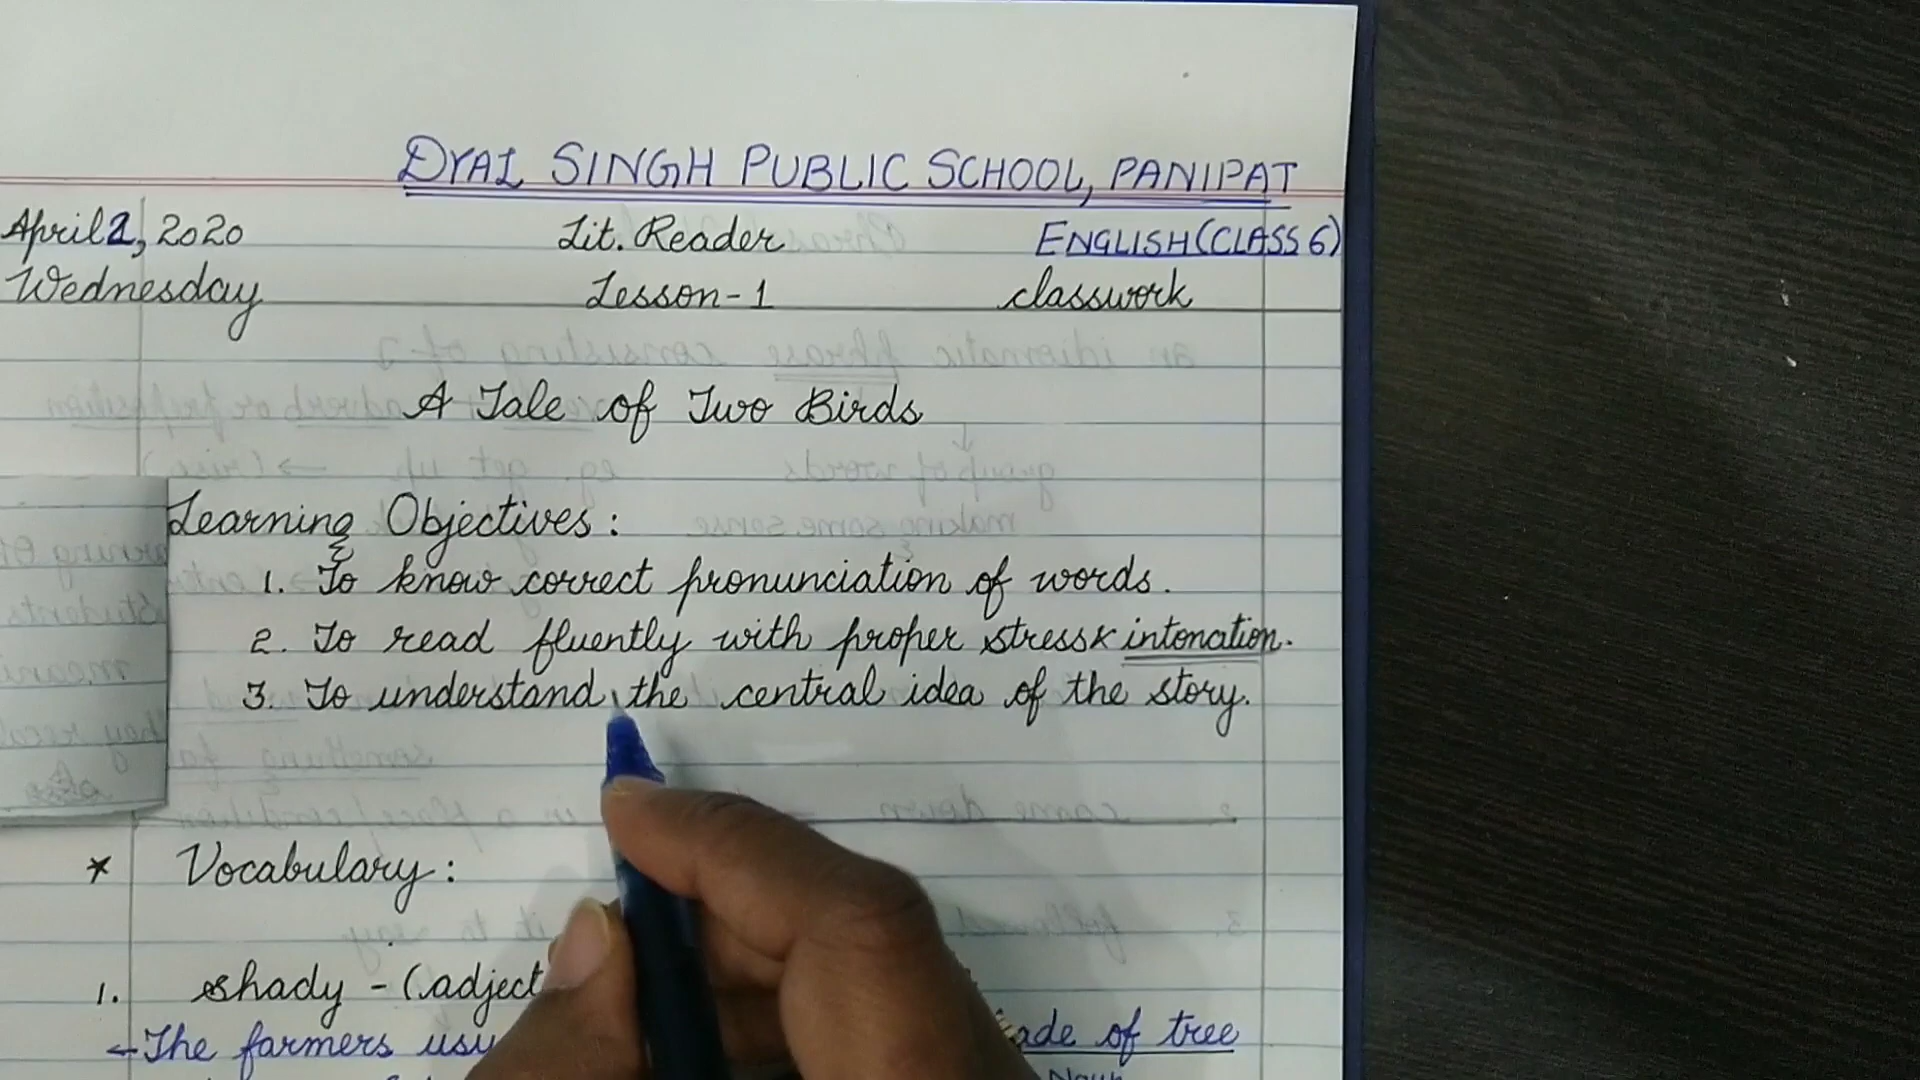 DYAL SINGH PUBLIC SCHOOL, PANIPAT
April 1, 2020 Lit. Reader ENGLISH (CLASS 6)
Wednesday Lesson-1 classwork
A Tale of Two Birds
Learning Objectives:
1. To know correct pronunciation of words.
2. To read fluently with proper stress & intonation.
3. To understand the central idea of the story.
* Vocabulary:
1. shady - (adject
The farmers usu ade of tree
Noun